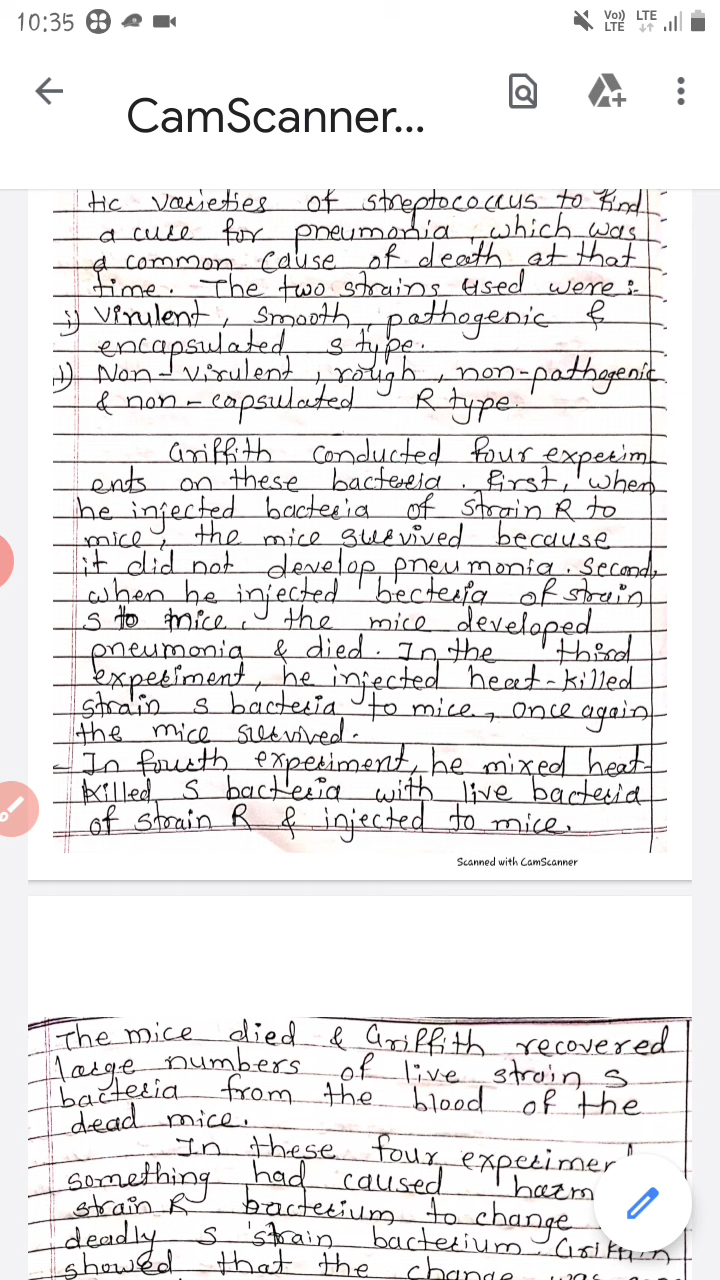 10:35
Vo)) LTE
LTE
CamScanner...
tic varieties of streptococcus to find
a cure for pneumonia, which was
a common cause of death at that
time. The two strains used were :-
i) Virulent, smooth, pathogenic &
encapsulated S type.
ii) Non-virulent, rough, non-pathogenic
& non-capsulated R type.
Griffith conducted four experim
ents on these bacteria. First, when
he injected bacteria of strain R to
mice, the mice survived because
it did not develop pneumonia. Second,
when he injected becteria of strain
S to mice, the mice developed
pneumonia & died. In the third
experiment, he injected heat-killed
strain S bacteria to mice, once again
the mice survived.
- In fourth experiment, he mixed heat-
killed S bacteria with live bacteria
of strain R & injected to mice.
Scanned with CamScanner
The mice died & Griffith recovered
large numbers of live strain S
bacteria from the blood of the
dead mice.
In these four experimen
something had caused harm
strain R bacterium to change
deadly S strain bacterium.
showed that the change was